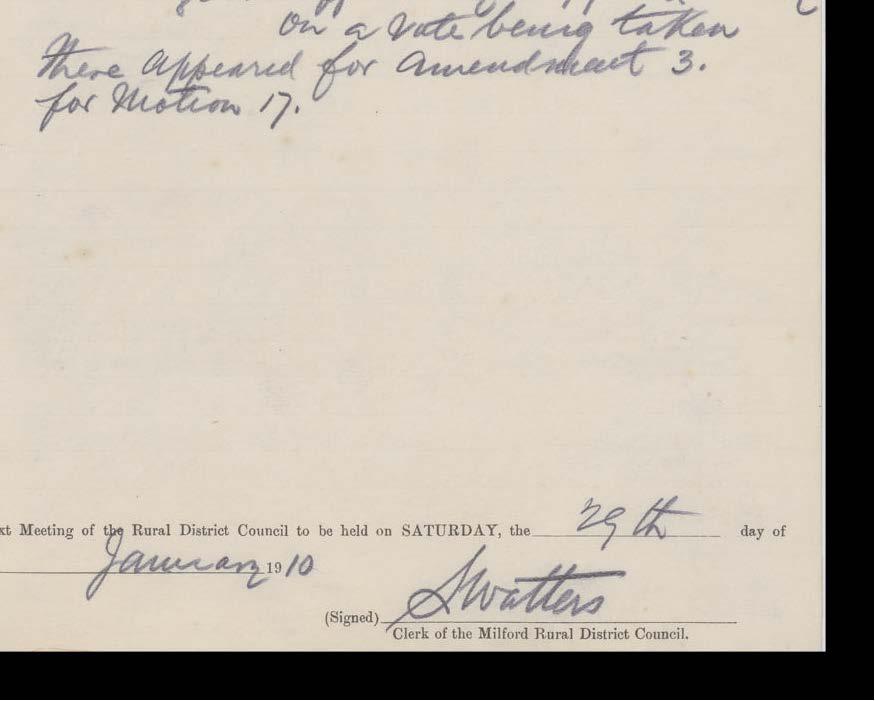 On a vote being taken
there appeared for Amendment 3.
for Motion 17.
xt Meeting of the Rural District Council to be held on SATURDAY, the 29th day of
January 1910
(Signed) S Watters
Clerk of the Milford Rural District Council.